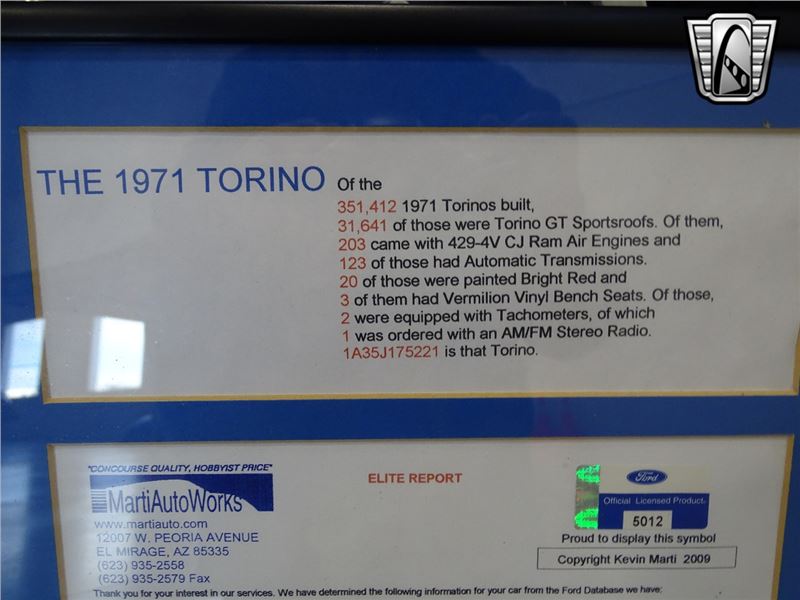 THE 1971 TORINO Of the
351,412 1971 Torinos built,
31,641 of those were Torino GT Sportsroofs. Of them,
203 came with 429-4V CJ Ram Air Engines and
123 of those had Automatic Transmissions.
20 of those were painted Bright Red and
3 of them had Vermilion Vinyl Bench Seats. Of those,
2 were equipped with Tachometers, of which
1 was ordered with an AM/FM Stereo Radio.
1A35J175221 is that Torino.
"CONCOURSE QUALITY, HOBBYIST PRICE"
MartiAutoWorks
www.martiauto.com
12007 W. PEORIA AVENUE
EL MIRAGE, AZ 85335
(623) 935-2558
(623) 935-2579 Fax
ELITE REPORT
Ford
Official Licensed Product
5012
Proud to display this symbol
Copyright Kevin Marti 2009
Thank you for your interest in our services. We have determined the following information for your car from the Ford Database we have: